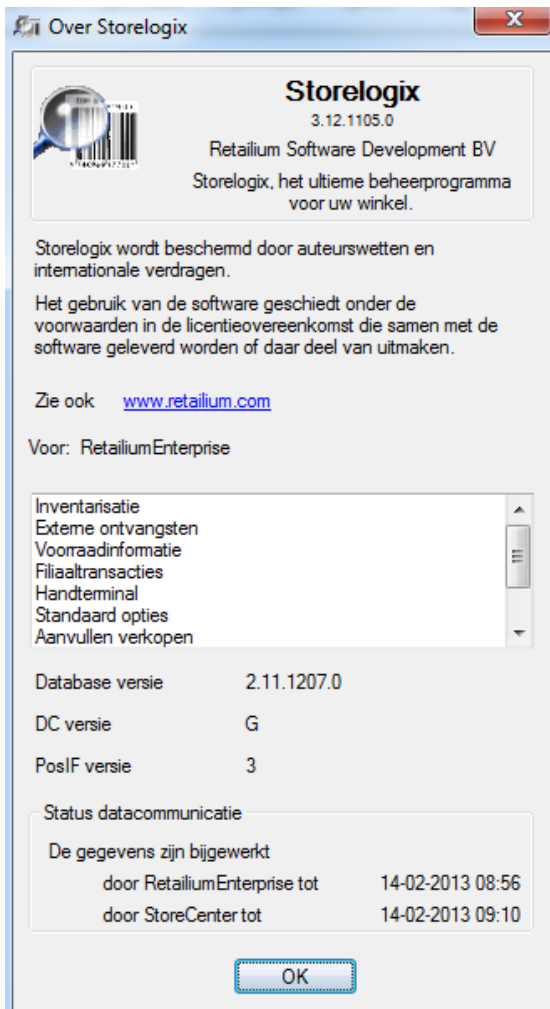 Over Storelogix
Storelogix
3.12.1105.0
Retailium Software Development BV
Storelogix, het ultieme beheerprogramma
voor uw winkel.
Storelogix wordt beschermd door auteurswetten en
internationale verdragen.
Het gebruik van de software geschiedt onder de
voorwaarden in de licentieovereenkomst die samen met de
software geleverd worden of daar deel van uitmaken.
Zie ook www.retailium.com
Voor: RetailiumEnterprise
Inventarisatie
Externe ontvangsten
Voorraadinformatie
Filiaaltransacties
Handterminal
Standaard opties
Aanvullen verkopen
Database versie 2.11.1207.0
DC versie G
PosIF versie 3
Status datacommunicatie
De gegevens zijn bijgewerkt
door RetailiumEnterprise tot 14-02-2013 08:56
door StoreCenter tot 14-02-2013 09:10
OK